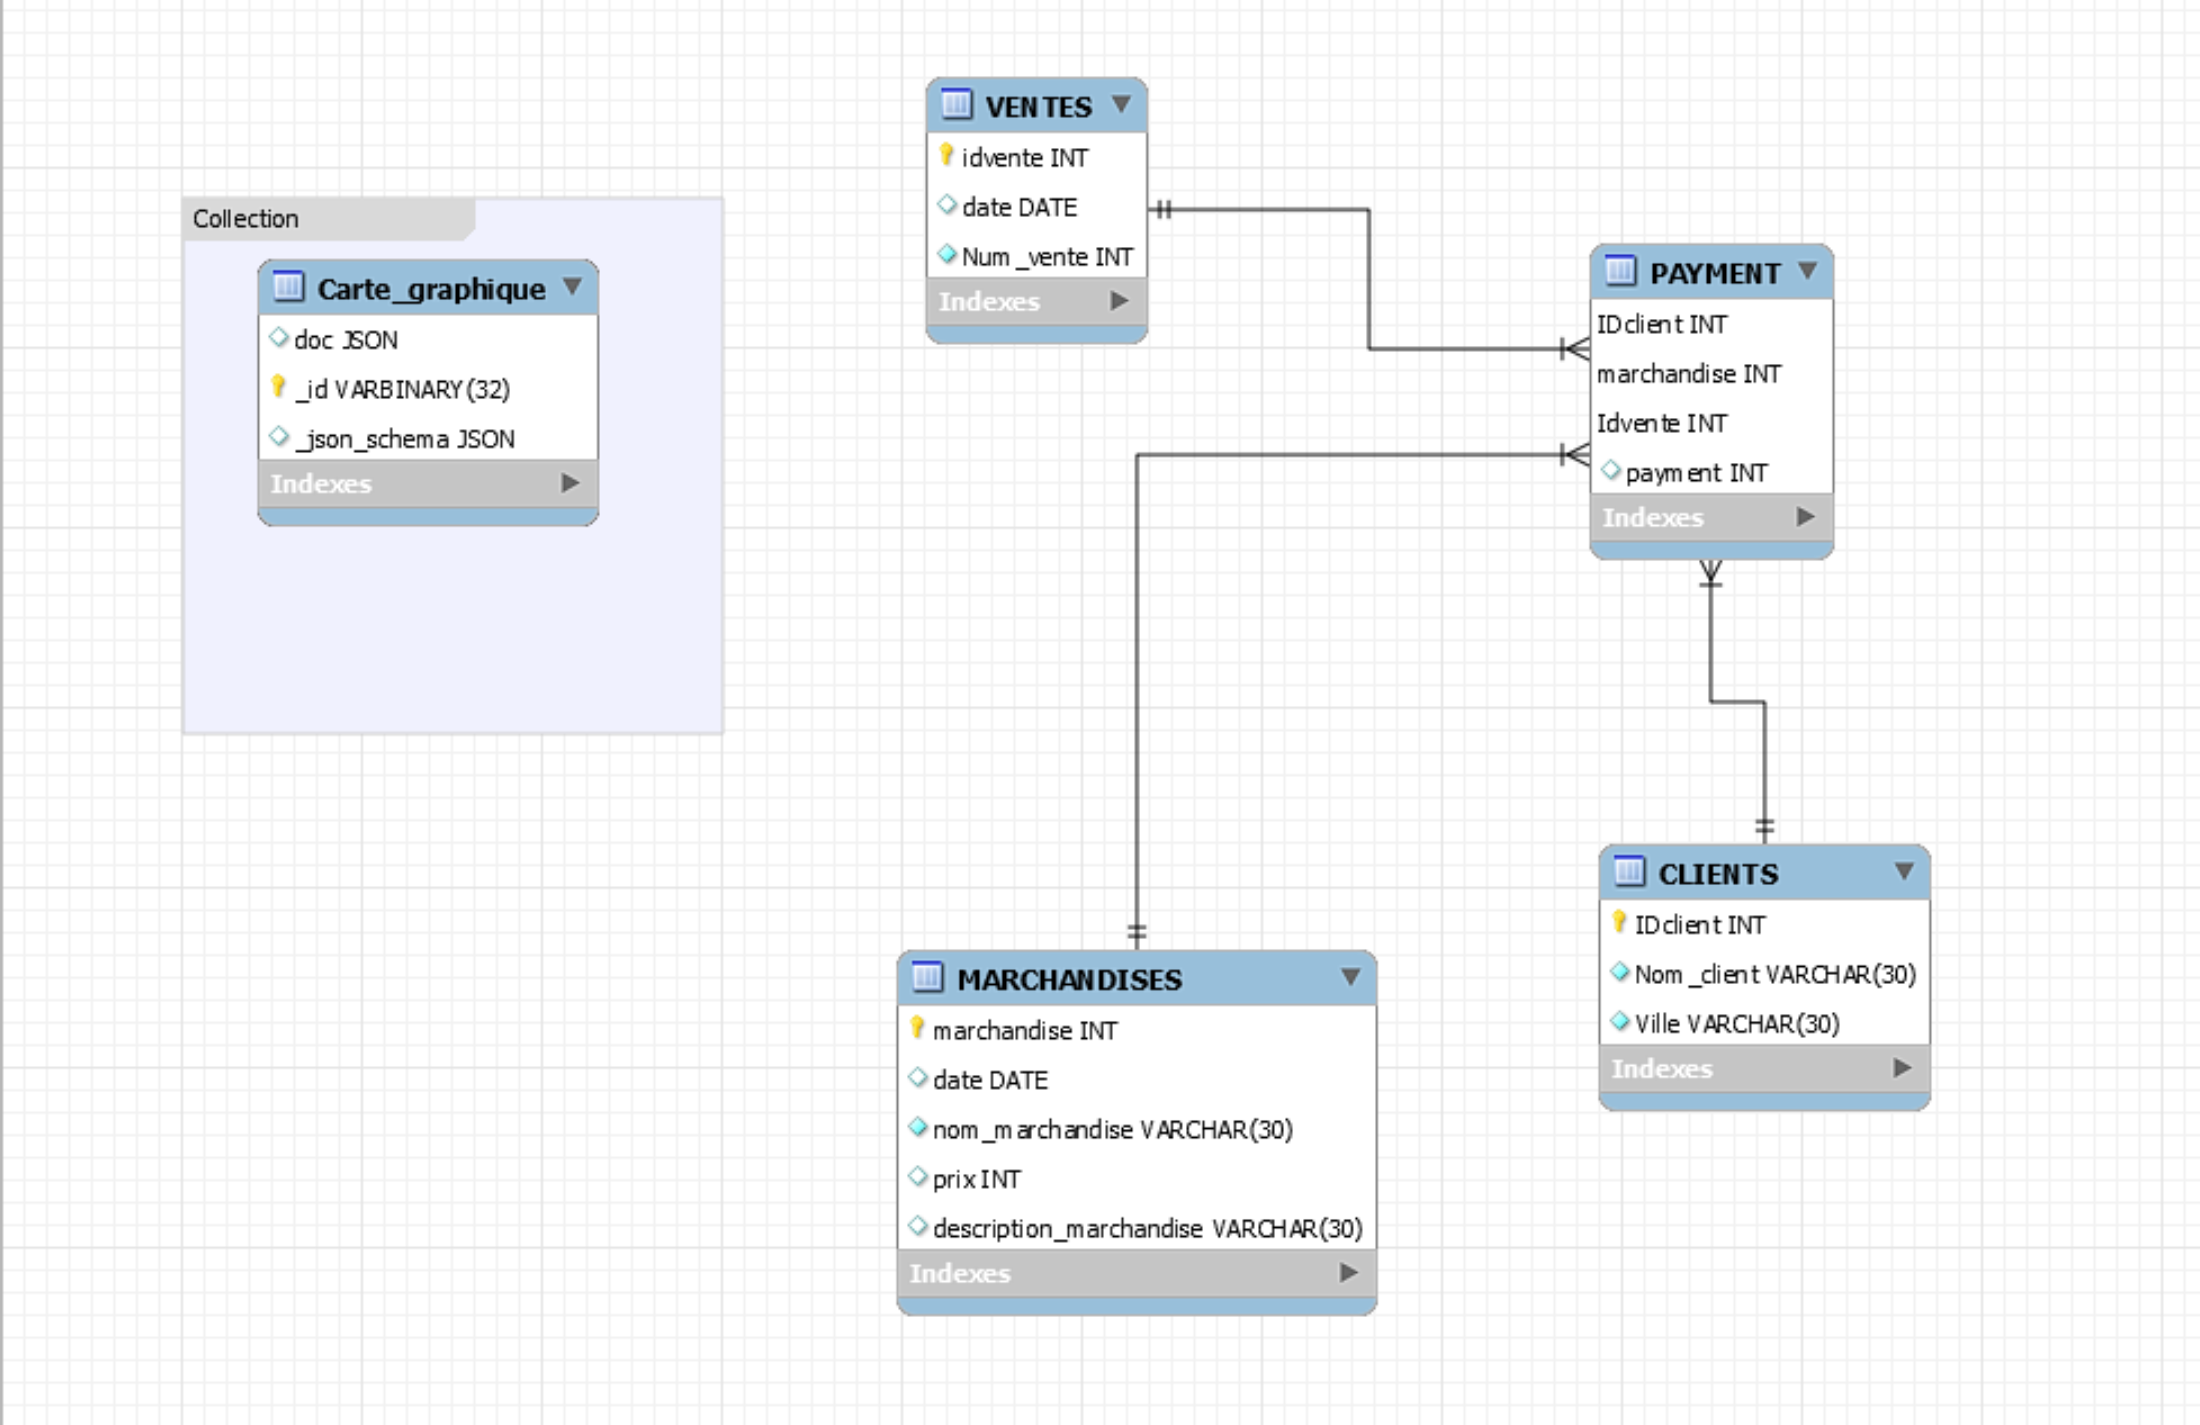 Collection
Carte_graphique
doc JSON
_id VARBINARY(32)
_json_schema JSON
Indexes
VENTES
idvente INT
date DATE
Num_vente INT
Indexes
PAYMENT
IDclient INT
marchandise INT
Idvente INT
payment INT
Indexes
MARCHANDISES
marchandise INT
date DATE
nom_marchandise VARCHAR(30)
prix INT
description_marchandise VARCHAR(30)
Indexes
CLIENTS
IDclient INT
Nom_client VARCHAR(30)
Ville VARCHAR(30)
Indexes